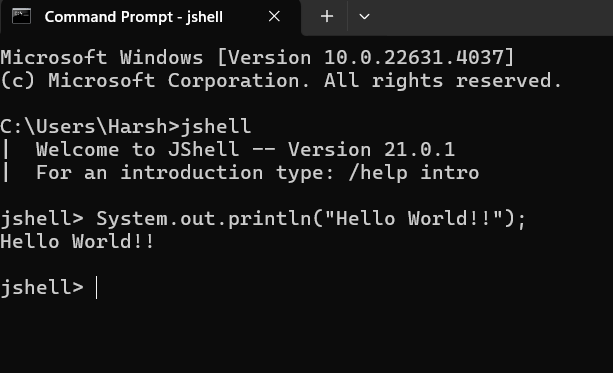 Command Prompt - jshell
Microsoft Windows [Version 10.0.22631.4037]
(c) Microsoft Corporation. All rights reserved.
C:\Users\Harsh>jshell
|  Welcome to JShell -- Version 21.0.1
|  For an introduction type: /help intro
jshell> System.out.println("Hello World!!");
Hello World!!
jshell>